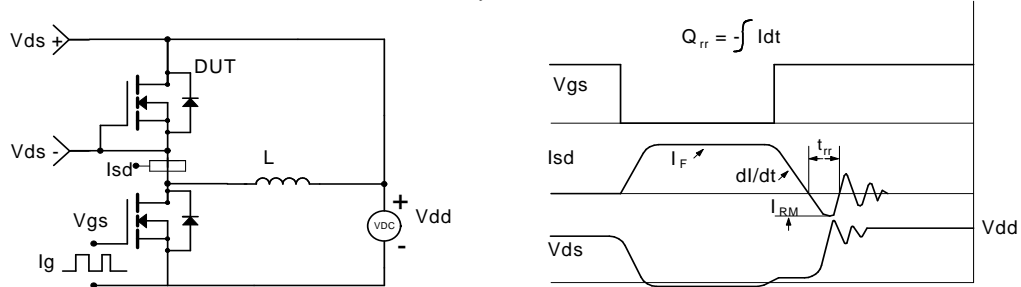 Vds +
DUT
Vds -
Isd
L
Vgs
Ig
+
VDC
-
Vdd
Q rr = - ∫ Idt
Vgs
Isd
I F
dI/dt
t rr
I RM
Vds
Vdd